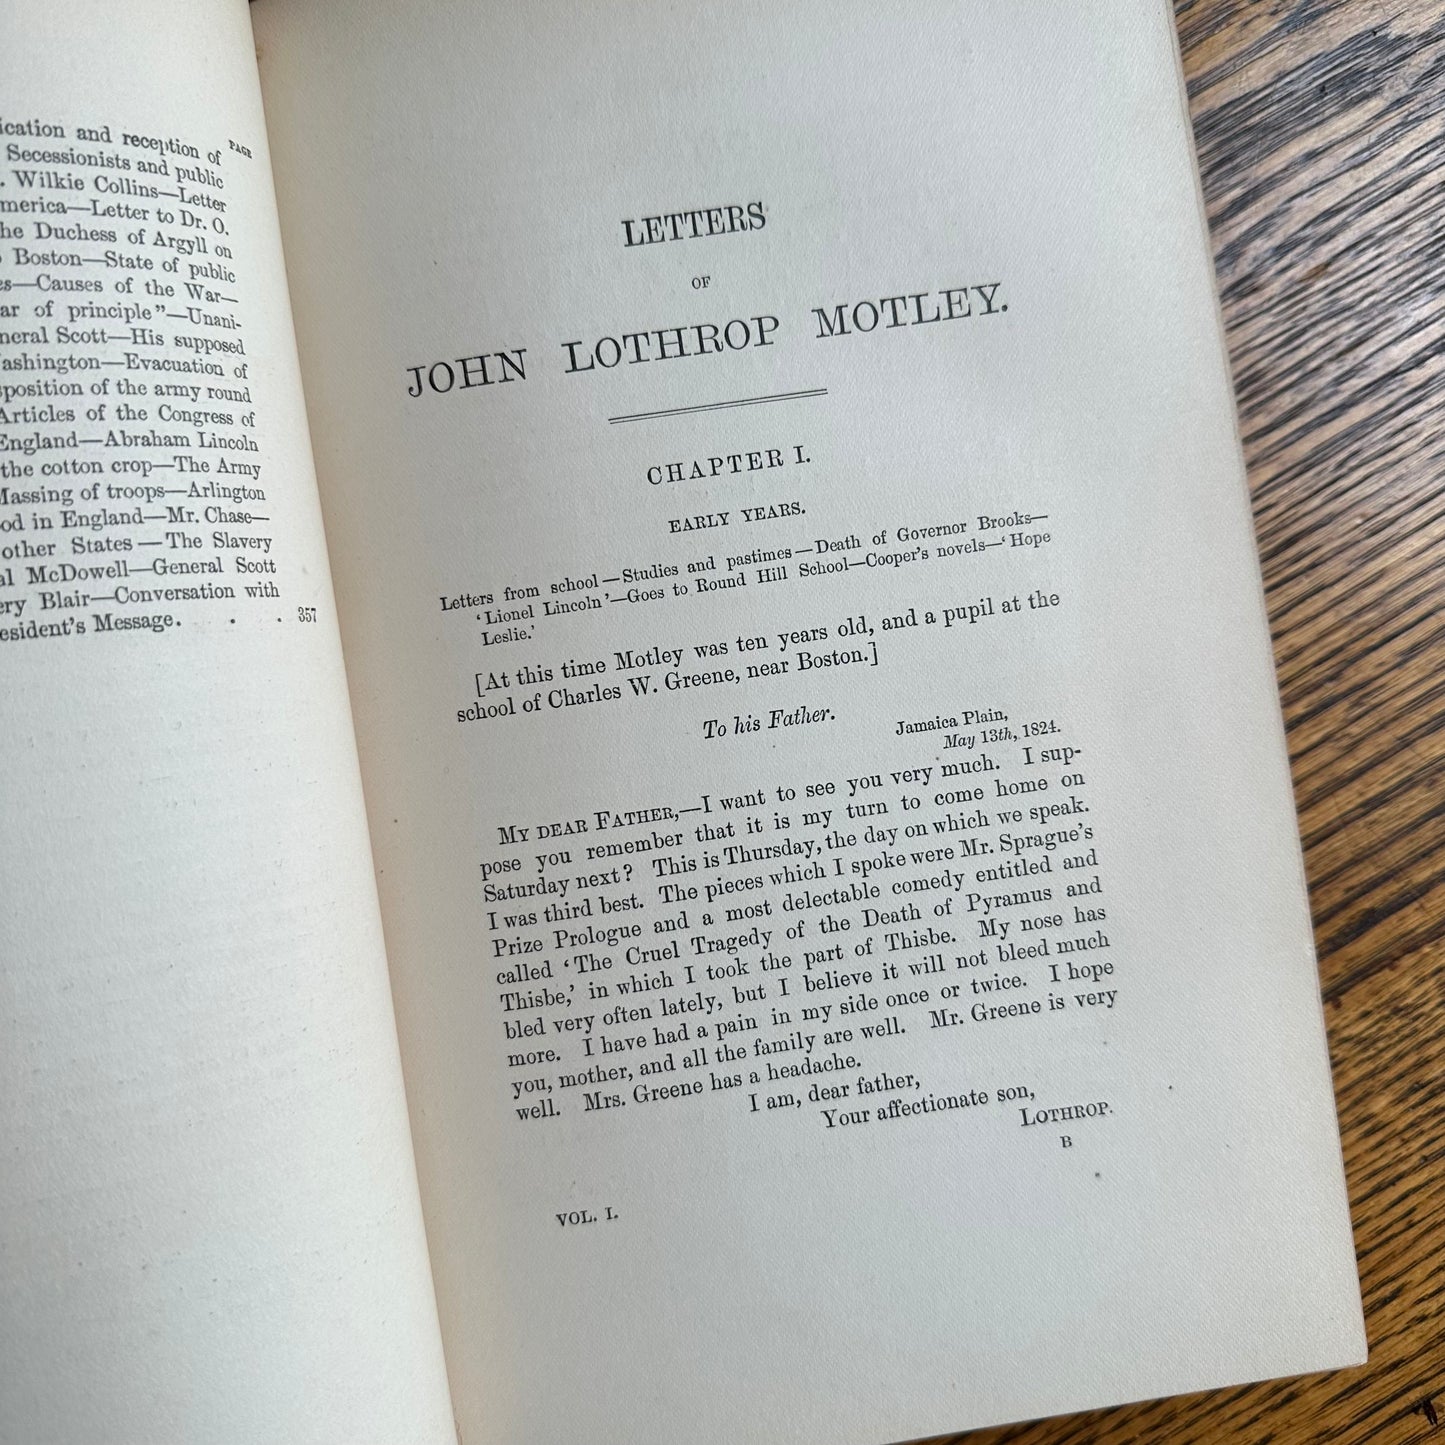 ication and reception of
PAGE
Secessionists and public
. Wilkie Collins—Letter
merica—Letter to Dr. O.
he Duchess of Argyll on
Boston—State of public
es—Causes of the War—
ar of principle”—Unani-
neral Scott—His supposed
ashington—Evacuation of
position of the army round
Articles of the Congress of
England—Abraham Lincoln
the cotton crop—The Army
Massing of troops—Arlington
od in England—Mr. Chase—
other States—The Slavery
al McDowell—General Scott
ery Blair—Conversation with
esident's Message. . . 357
LETTERS
OF
JOHN LOTHROP MOTLEY.
CHAPTER I.
EARLY YEARS.
Letters from school—Studies and pastimes—Death of Governor Brooks—
‘Lionel Lincoln’—Goes to Round Hill School—Cooper's novels—‘Hope
Leslie.’
[At this time Motley was ten years old, and a pupil at the
school of Charles W. Greene, near Boston.]
To his Father.
Jamaica Plain,
May 13th, 1824.
MY DEAR FATHER,—I want to see you very much. I sup-
pose you remember that it is my turn to come home on
Saturday next? This is Thursday, the day on which we speak.
I was third best. The pieces which I spoke were Mr. Sprague's
Prize Prologue and a most delectable comedy entitled and
called ‘The Cruel Tragedy of the Death of Pyramus and
Thisbe,’ in which I took the part of Thisbe. My nose has
bled very often lately, but I believe it will not bleed much
more. I have had a pain in my side once or twice. I hope
you, mother, and all the family are well. Mr. Greene is very
well. Mrs. Greene has a headache.
I am, dear father,
Your affectionate son,
LOTHROP.
B
VOL. I.